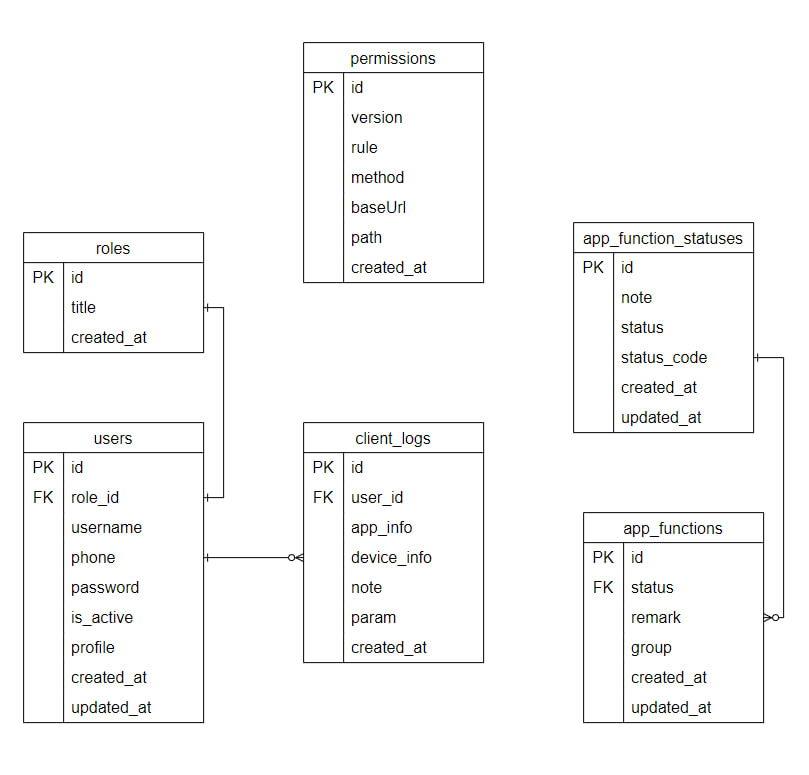 permissions
PK id
version
rule
method
baseUrl
path
created_at
roles
PK id
title
created_at
app_function_statuses
PK id
note
status
status_code
created_at
updated_at
users
PK id
FK role_id
username
phone
password
is_active
profile
created_at
updated_at
client_logs
PK id
FK user_id
app_info
device_info
note
param
created_at
app_functions
PK id
FK status
remark
group
created_at
updated_at